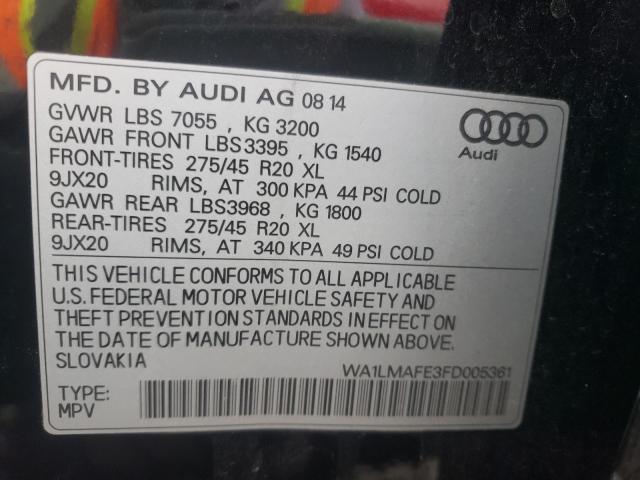 MFD. BY AUDI AG 08 14
GVWR LBS 7055 , KG 3200
GAWR FRONT LBS3395 , KG 1540
FRONT-TIRES 275/45 R20 XL
9JX20 RIMS, AT 300 KPA 44 PSI COLD
GAWR REAR LBS3968 , KG 1800
REAR-TIRES 275/45 R20 XL
9JX20 RIMS, AT 340 KPA 49 PSI COLD
Audi
THIS VEHICLE CONFORMS TO ALL APPLICABLE
U.S. FEDERAL MOTOR VEHICLE SAFETY AND
THEFT PREVENTION STANDARDS IN EFFECT ON
THE DATE OF MANUFACTURE SHOWN ABOVE.
SLOVAKIA
WA1LMAFE3FD005361
TYPE:
MPV